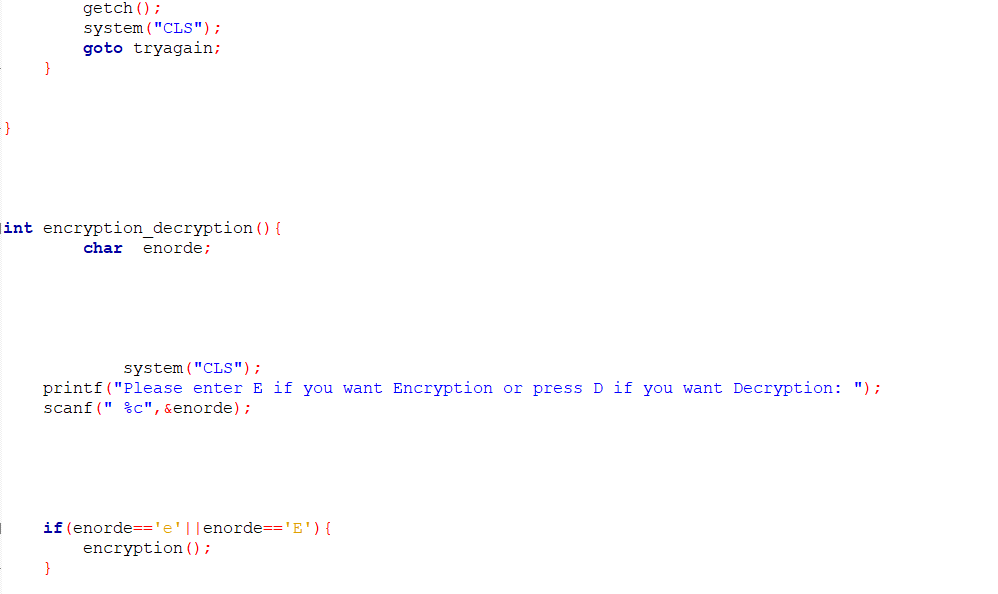 getch();
system("CLS");
goto tryagain;
}
}
int encryption_decryption(){
char  enorde;
system("CLS");
printf("Please enter E if you want Encryption or press D if you want Decryption: ");
scanf(" %c",&enorde);
if(enorde=='e'||enorde=='E'){
encryption();
}